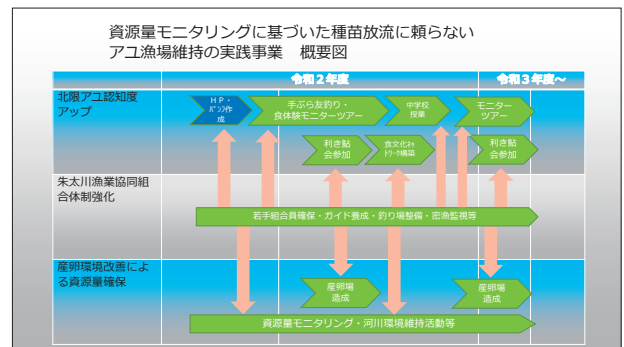 資源量モニタリングに基づいた種苗放流に頼らない
アユ漁場維持の実践事業　概要図
令和２年度
令和３年度～
北限アユ認知度
アップ
ＨＰ・
パンフ作
成
手ぶら友釣り・
食体験モニターツアー
中学校
授業
モニター
ツアー
利き鮎
会参加
食文化ネッ
トワーク構築
利き鮎
会参加
朱太川漁業協同組
合体制強化
若手組合員確保・ガイド養成・釣り場整備・密漁監視等
産卵環境改善によ
る資源量確保
産卵場
造成
産卵場
造成
資源量モニタリング・河川環境維持活動等